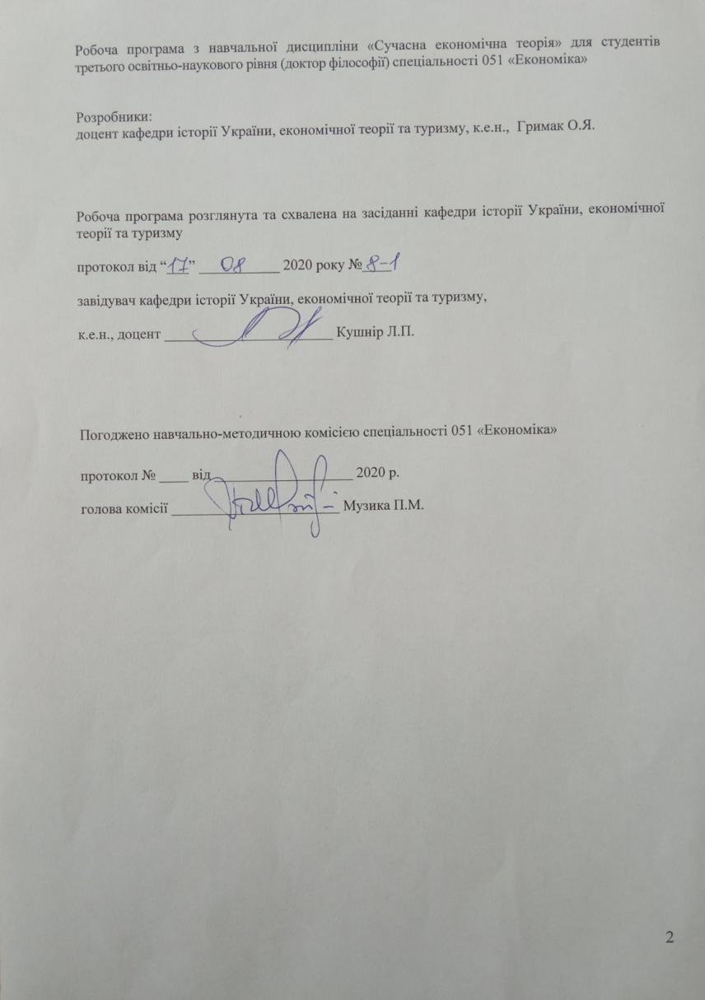 Робоча програма з навчальної дисципліни «Сучасна економічна теорія» для студентів
третього освітньо-наукового рівня (доктор філософії) спеціальності 051 «Економіка»
Розробники:
доцент кафедри історії України, економічної теорії та туризму, к.е.н., Гримак О.Я.
Робоча програма розглянута та схвалена на засіданні кафедри історії України, економічної
теорії та туризму
протокол від “17” 08 2020 року № 8-1
завідувач кафедри історії України, економічної теорії та туризму,
к.е.н., доцент ____________________ Кушнір Л.П.
Погоджено навчально-методичною комісією спеціальності 051 «Економіка»
протокол № ____ від ____________________ 2020 р.
голова комісії ____________________ Музика П.М.
2